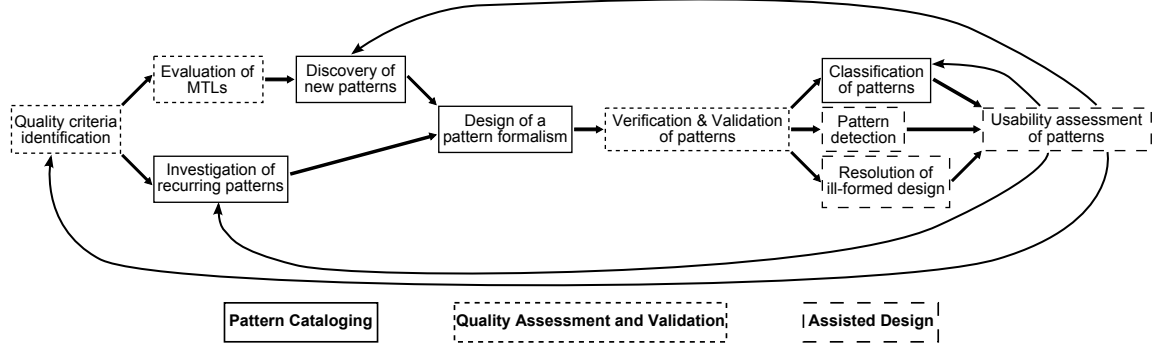 Quality criteria
identification
Evaluation of
MTLs
Discovery of
new patterns
Investigation of
recurring patterns
Design of a
pattern formalism
Verification & Validation
of patterns
Classification
of patterns
Pattern
detection
Resolution of
ill-formed design
Usability assessment
of patterns
Pattern Cataloging
Quality Assessment and Validation
Assisted Design